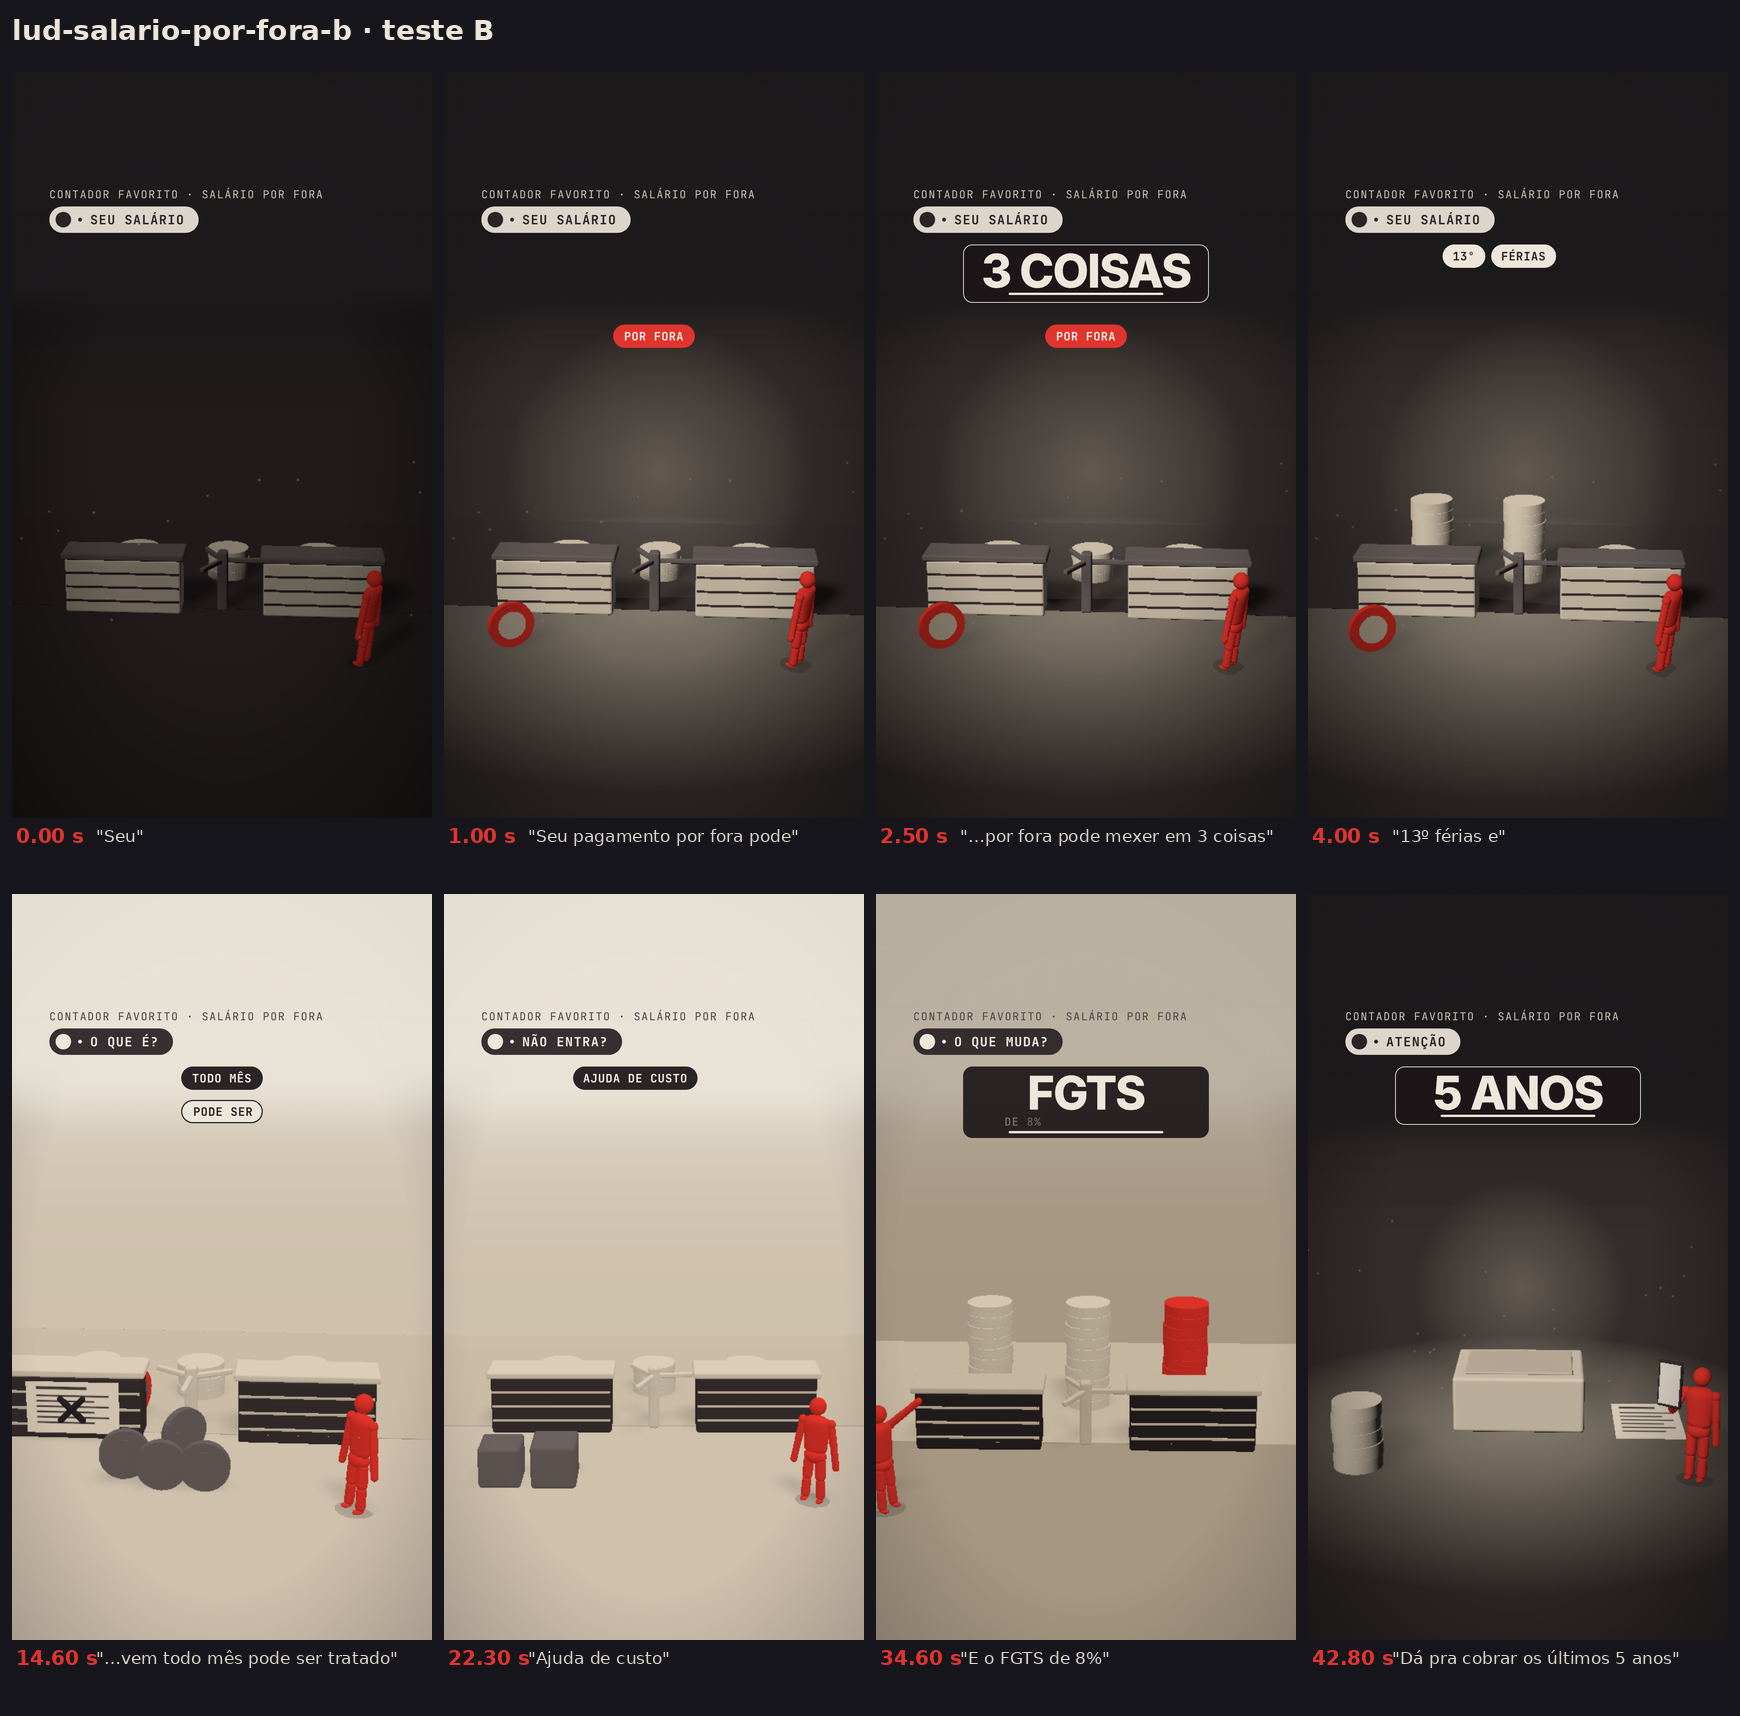 lud-salario-por-fora-b · teste B
CONTADOR FAVORITO · SALÁRIO POR FORA
• SEU SALÁRIO
0.00 s "Seu"
CONTADOR FAVORITO · SALÁRIO POR FORA
• SEU SALÁRIO
POR FORA
1.00 s "Seu pagamento por fora pode"
CONTADOR FAVORITO · SALÁRIO POR FORA
• SEU SALÁRIO
3 COISAS
POR FORA
2.50 s "...por fora pode mexer em 3 coisas"
CONTADOR FAVORITO · SALÁRIO POR FORA
• SEU SALÁRIO
13° FÉRIAS
4.00 s "13º férias e"
CONTADOR FAVORITO · SALÁRIO POR FORA
• O QUE É?
TODO MÊS
PODE SER
14.60 s "...vem todo mês pode ser tratado"
CONTADOR FAVORITO · SALÁRIO POR FORA
• NÃO ENTRA?
AJUDA DE CUSTO
22.30 s "Ajuda de custo"
CONTADOR FAVORITO · SALÁRIO POR FORA
• O QUE MUDA?
FGTS
DE 8%
34.60 s "E o FGTS de 8%"
CONTADOR FAVORITO · SALÁRIO POR FORA
• ATENÇÃO
5 ANOS
42.80 s "Dá pra cobrar os últimos 5 anos"